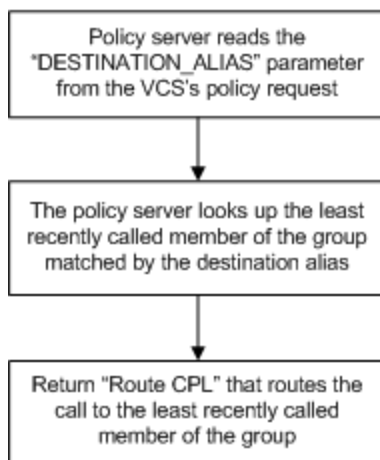 Policy server reads the
"DESTINATION_ALIAS" parameter
from the VCS's policy request
The policy server looks up the least
recently called member of the group
matched by the destination alias
Return "Route CPL" that routes the
call to the least recently called
member of the group